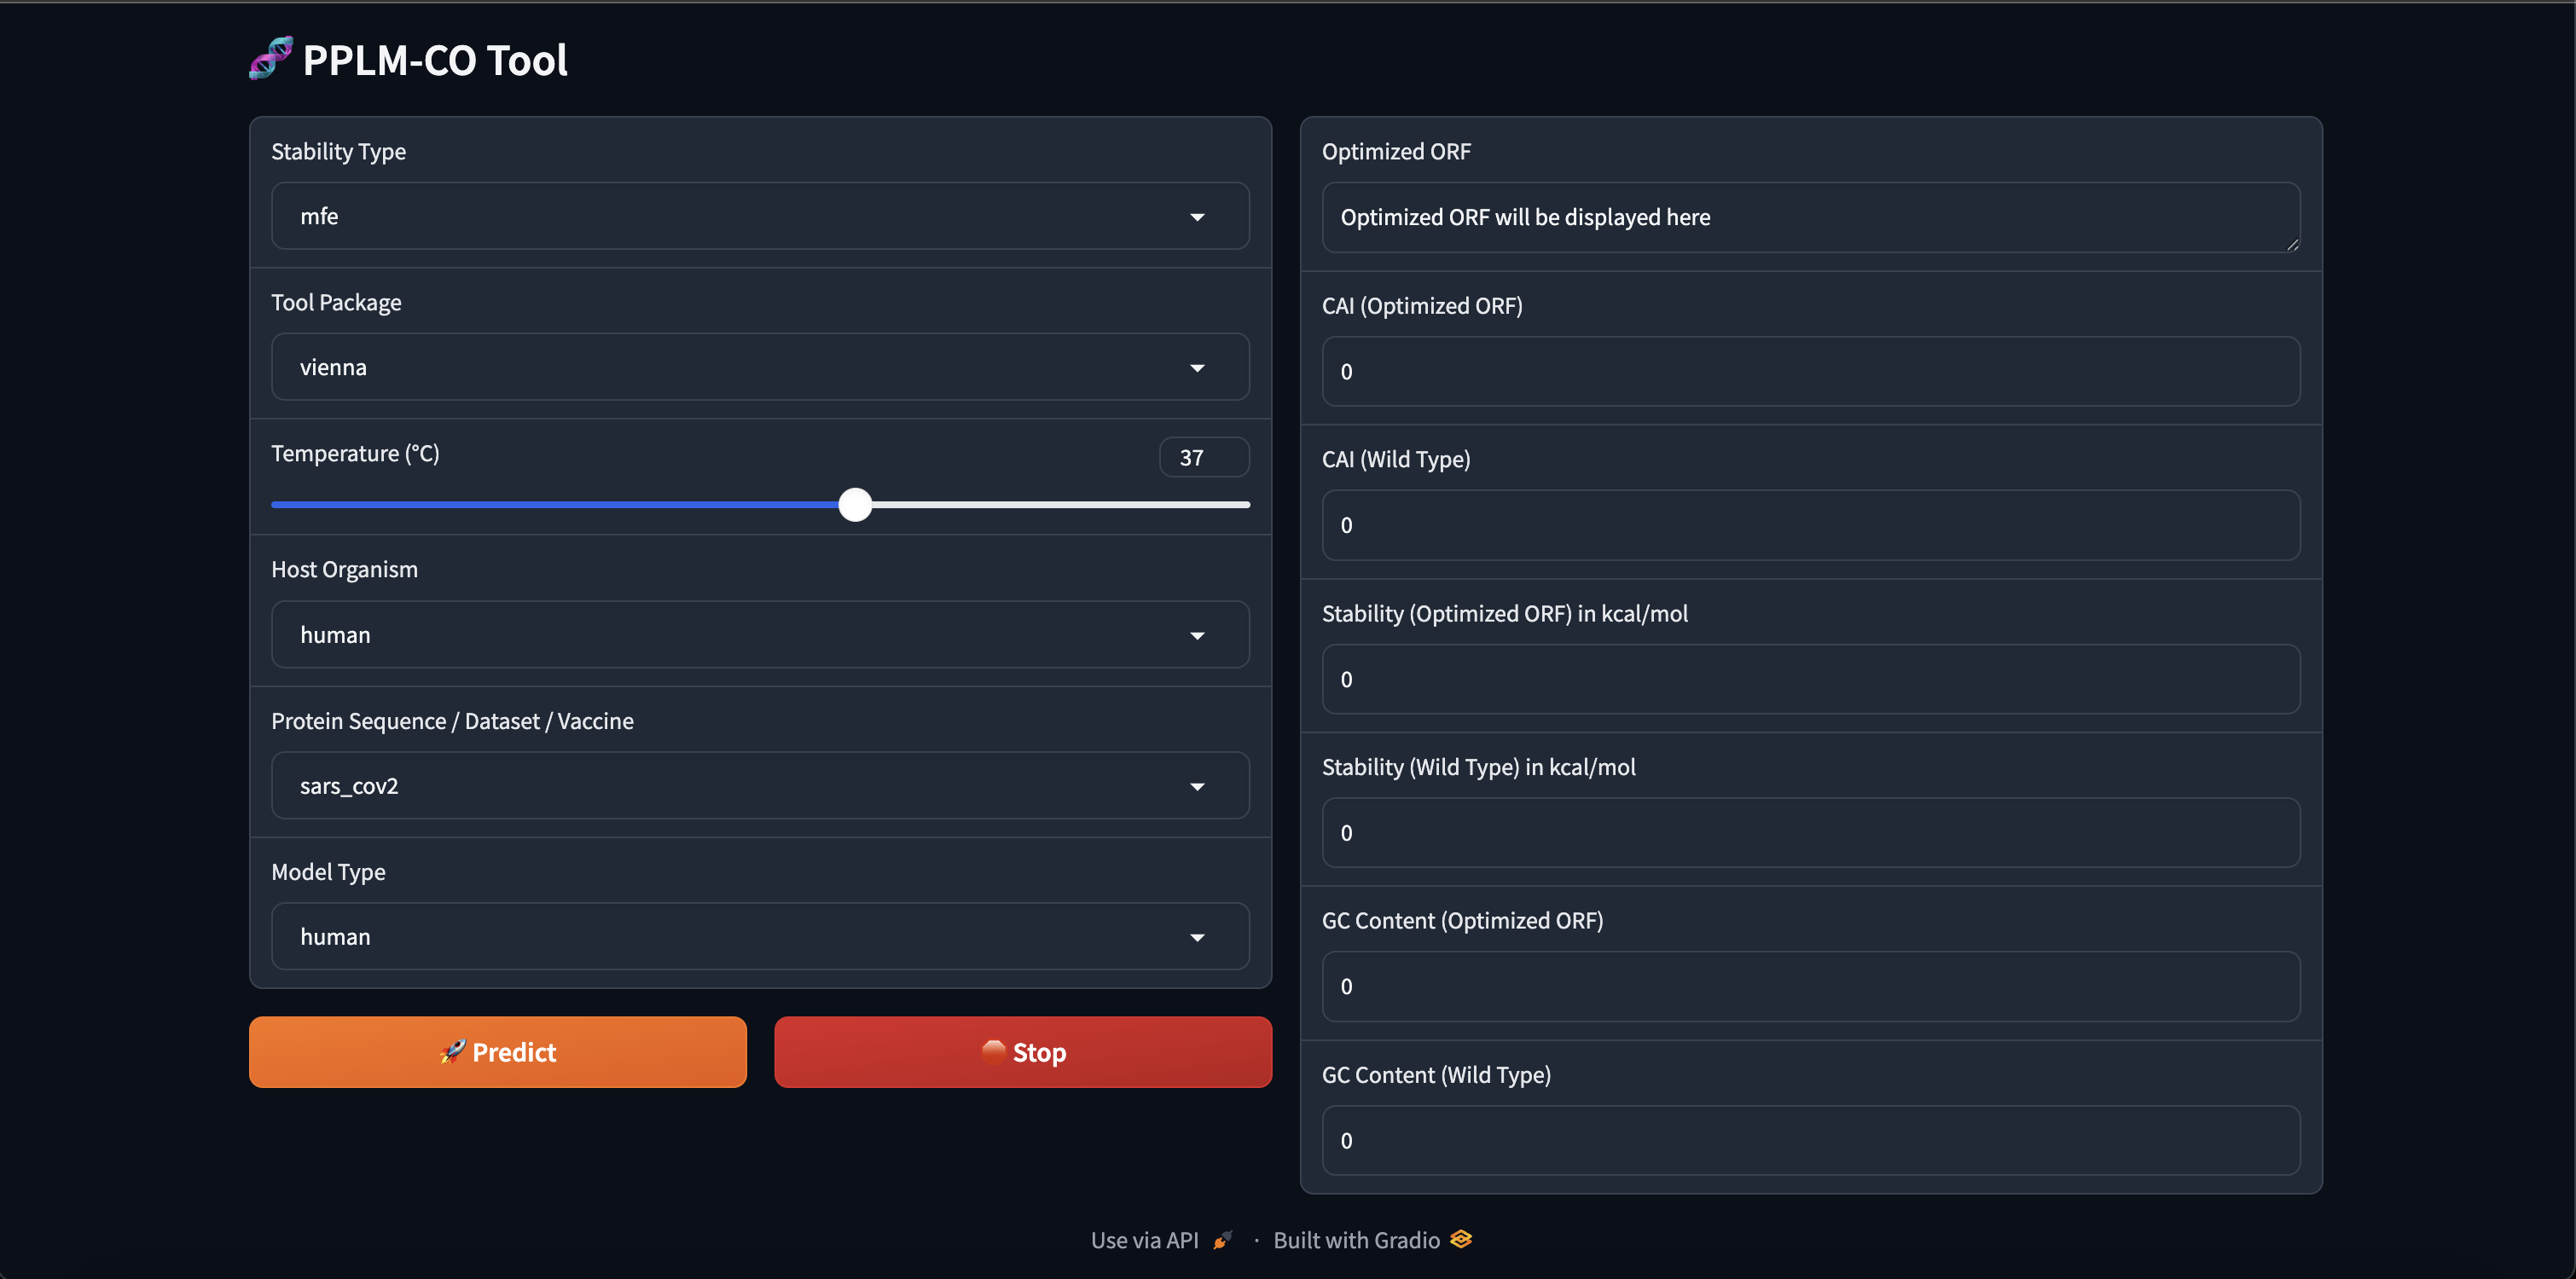 PPLM-CO Tool
Stability Type
mfe
Tool Package
vienna
Temperature (°C)
37
Host Organism
human
Protein Sequence / Dataset / Vaccine
sars_cov2
Model Type
human
Predict
Stop
Optimized ORF
Optimized ORF will be displayed here
CAI (Optimized ORF)
0
CAI (Wild Type)
0
Stability (Optimized ORF) in kcal/mol
0
Stability (Wild Type) in kcal/mol
0
GC Content (Optimized ORF)
0
GC Content (Wild Type)
0
Use via API · Built with Gradio